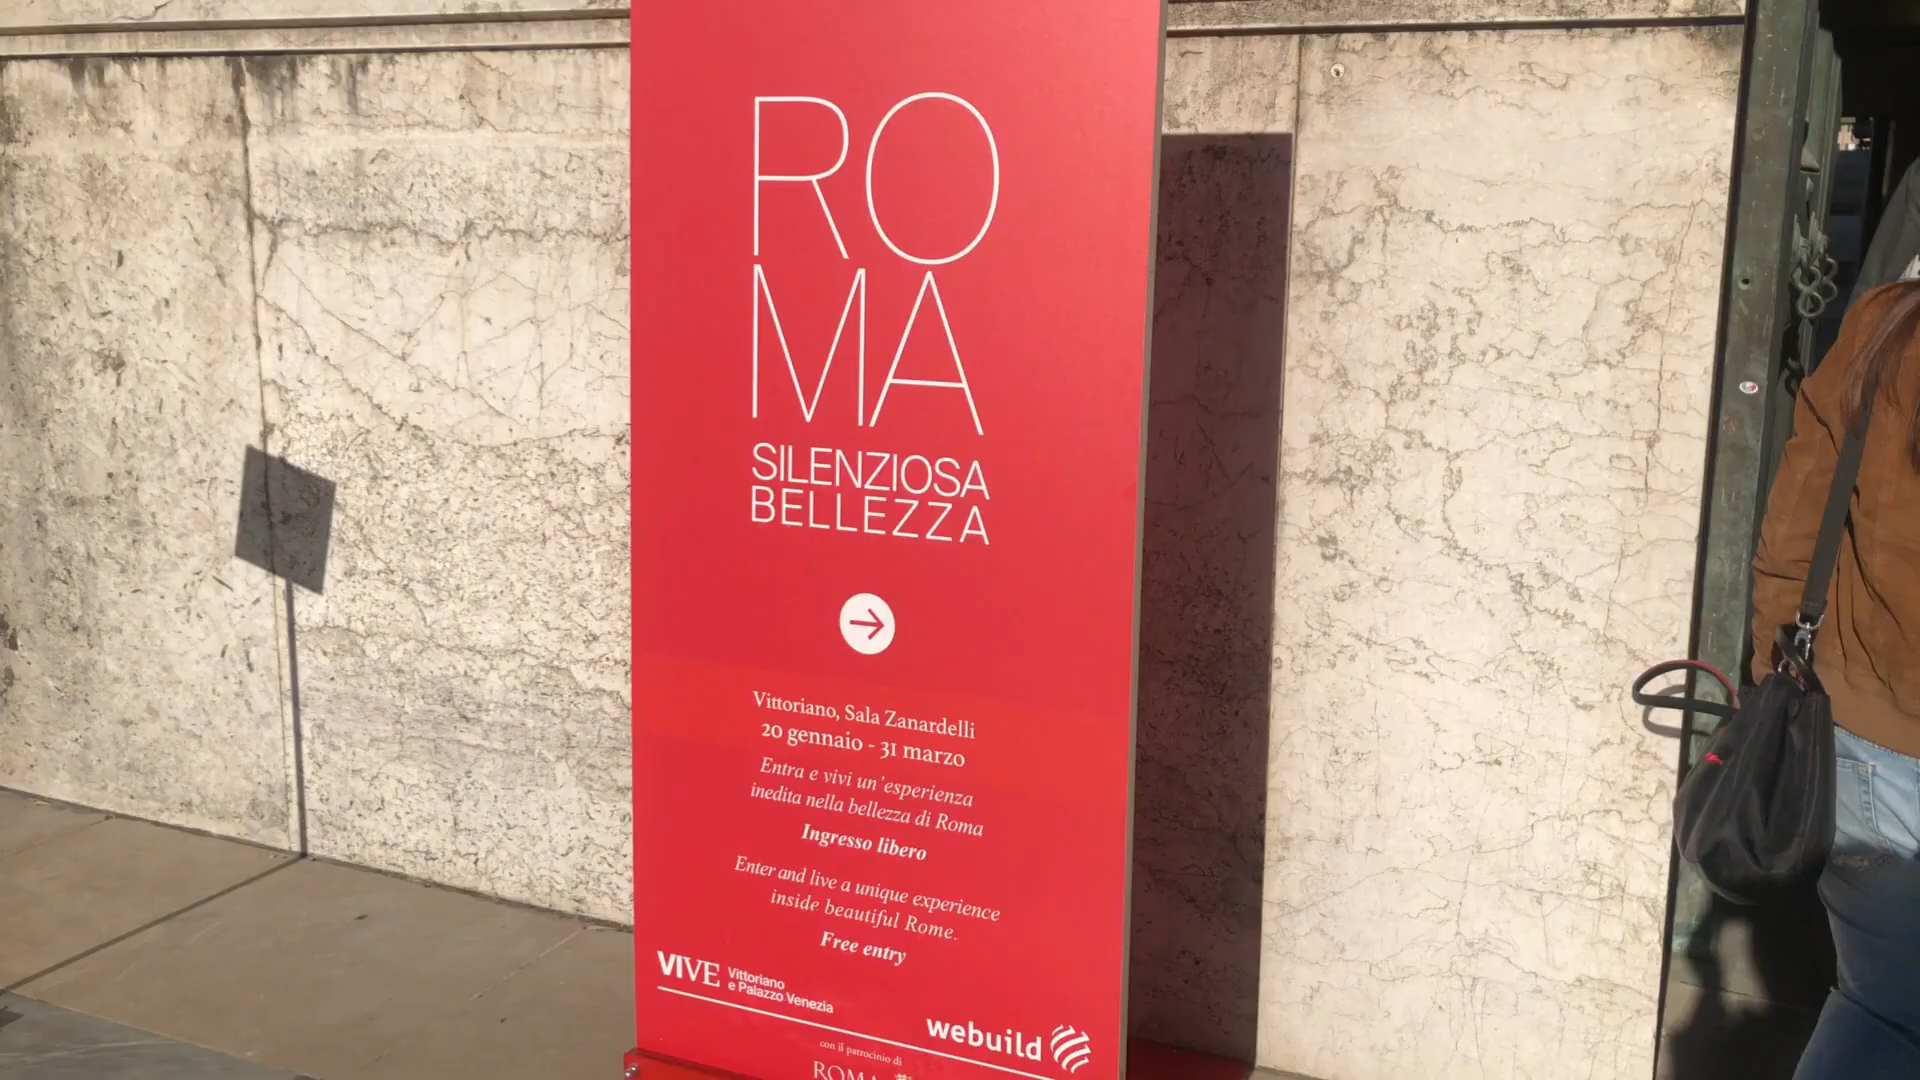 RO
MA
SILENZIOSA
BELLEZZA
Vittoriano, Sala Zanardelli
20 gennaio - 31 marzo
Entra e vivi un'esperienza
inedita nella bellezza di Roma
Ingresso libero
Enter and live a unique experience
inside beautiful Rome.
Free entry
VIVE Vittoriano
e Palazzo Venezia
webuild
con il patrocinio di
ROMA